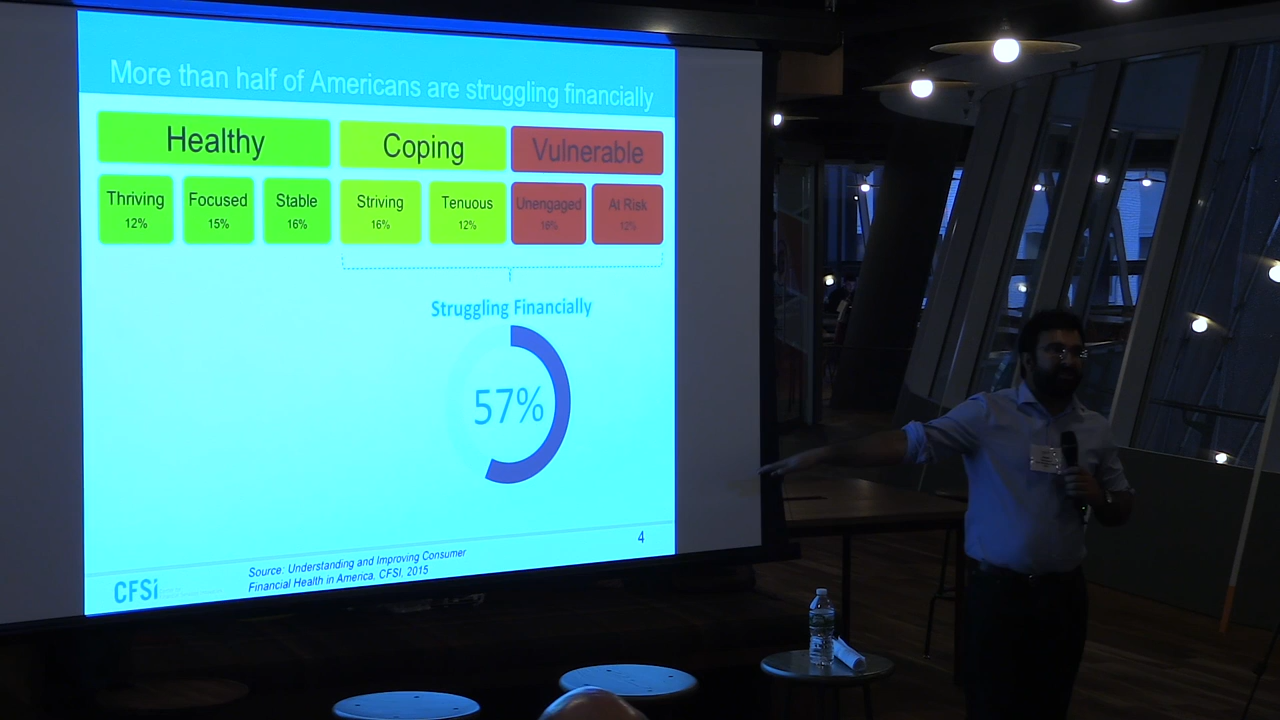 More than half of Americans are struggling financially
Healthy
Coping
Vulnerable
Thriving
12%
Focused
15%
Stable
16%
Striving
16%
Tenuous
12%
Unengaged
At Risk
12%
Struggling Financially
57%
4
Source: Understanding and Improving Consumer
Financial Health in America, CFSI, 2015
CFSi